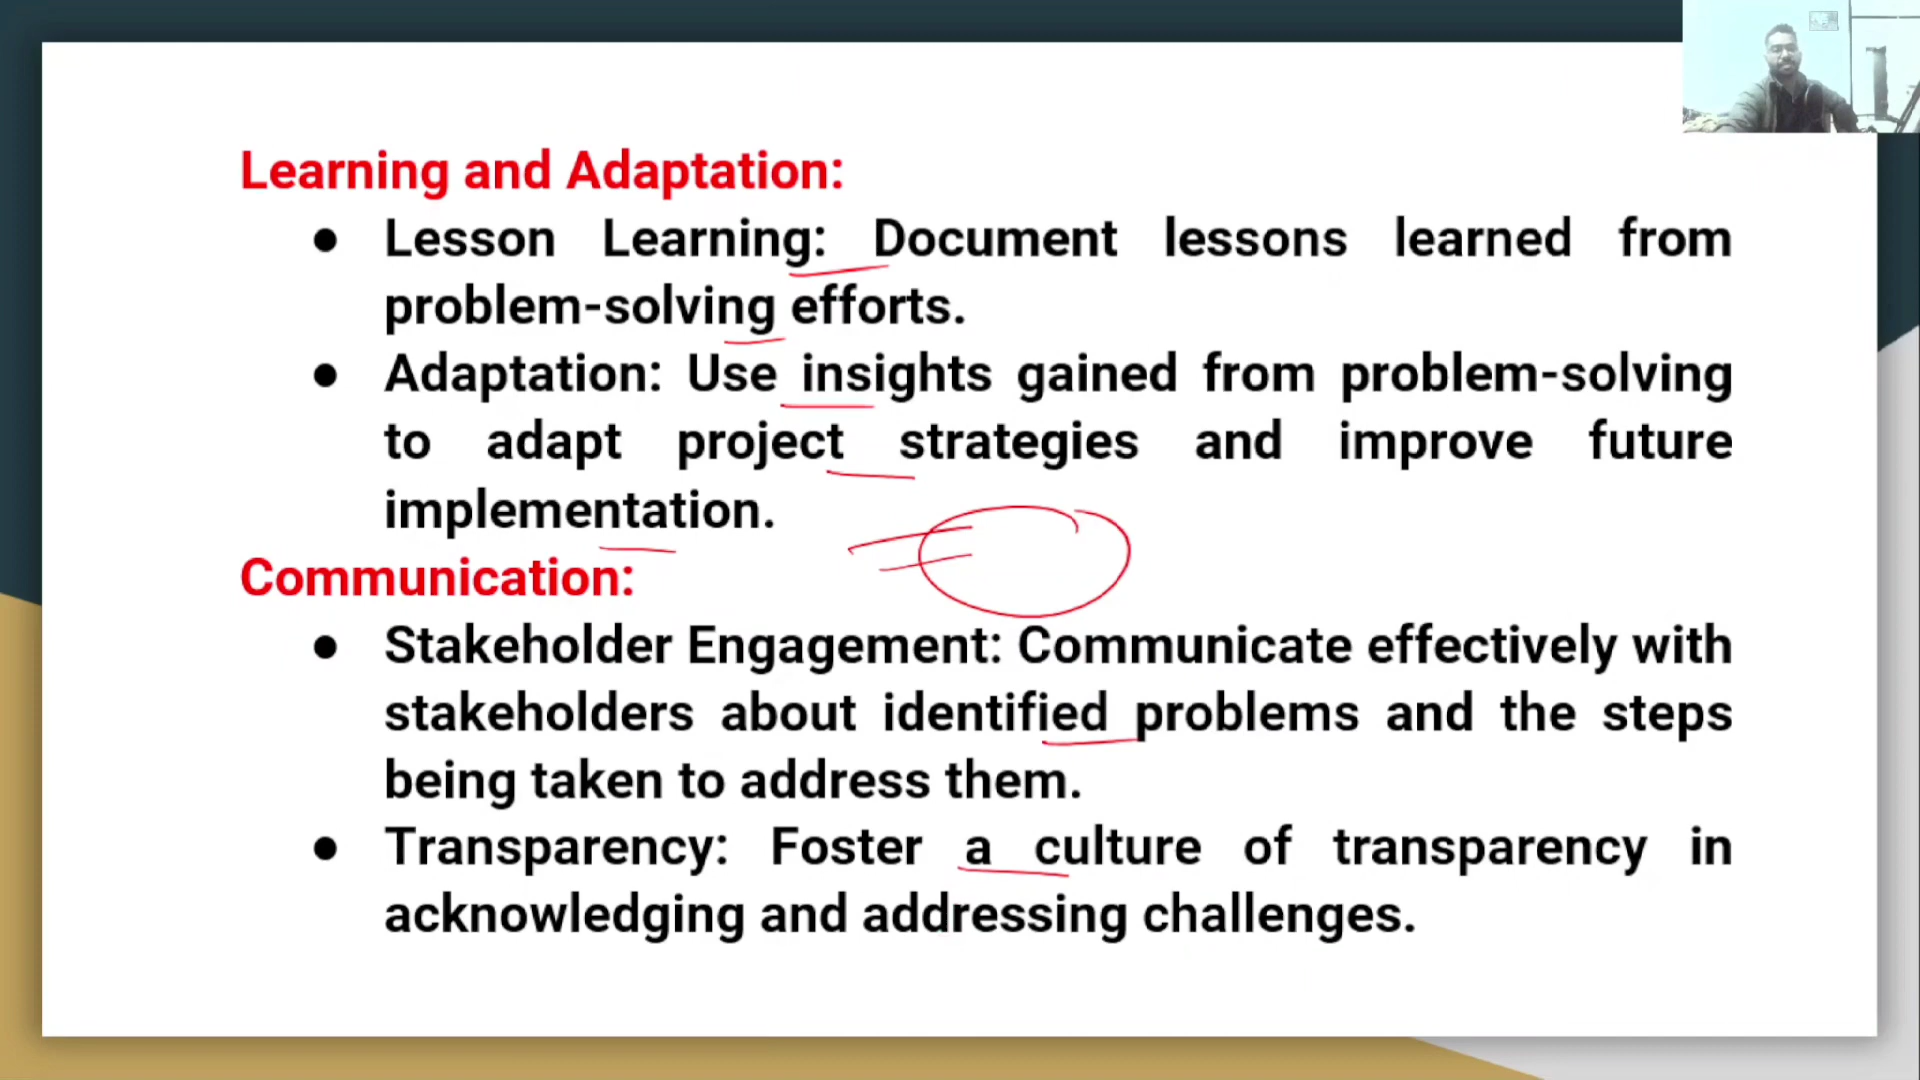 Learning and Adaptation:
● Lesson Learning: Document lessons learned from
problem-solving efforts.
● Adaptation: Use insights gained from problem-solving
to adapt project strategies and improve future
implementation.
Communication:
● Stakeholder Engagement: Communicate effectively with
stakeholders about identified problems and the steps
being taken to address them.
● Transparency: Foster a culture of transparency in
acknowledging and addressing challenges.